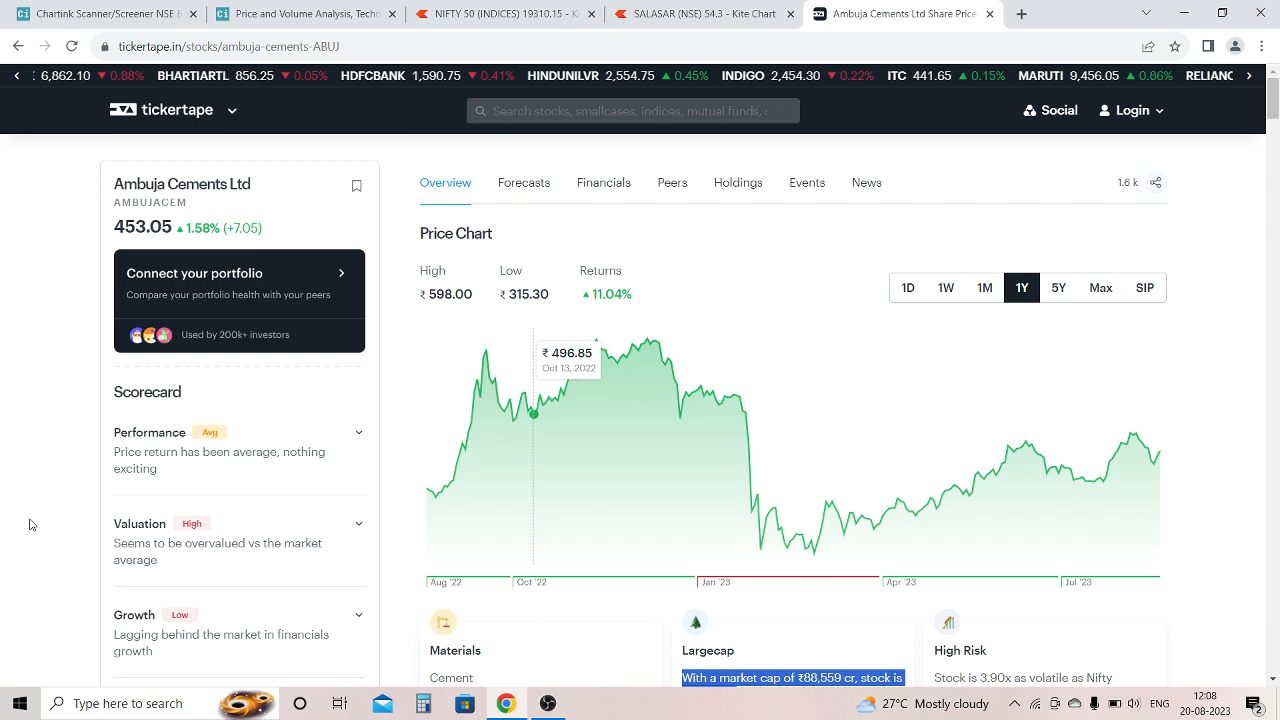 Chartink Scanner/Screener NSE B
Price and Volume Analysis, Techn
NIFTY 50 (INDICES) 19310.15 - Ki
SALASAR (NSE) 54.5 - Kite Chart
Ambuja Cements Ltd Share Price
tickertape.in/stocks/ambuja-cements-ABUJ
6,862.10 ▼ 0.88% BHARTIARTL 856.25 ▼ 0.05% HDFCBANK 1,590.75 ▼ 0.41% HINDUNILVR 2,554.75 ▲ 0.45% INDIGO 2,454.30 ▼ 0.22% ITC 441.65 ▲ 0.15% MARUTI 9,456.05 ▲ 0.86% RELIANC
tickertape
Search stocks, smallcases, indices, mutual funds,
Social
Login
Ambuja Cements Ltd
AMBUJACEM
453.05 ▲ 1.58% (+7.05)
Connect your portfolio
Compare your portfolio health with your peers
Used by 200k+ investors
Scorecard
Performance Avg
Price return has been average, nothing
exciting
Valuation High
Seems to be overvalued vs the market
average
Growth Low
Lagging behind the market in financials
growth
Overview Forecasts Financials Peers Holdings Events News
1.6 k
Price Chart
High Low Returns
₹ 598.00 ₹ 315.30 ▲ 11.04%
1D 1W 1M 1Y 5Y Max SIP
₹ 496.85
Oct 13, 2022
Aug '22 Oct '22 Jan '23 Apr '23 Jul '23
Materials
Cement
Largecap
With a market cap of ₹88,559 cr, stock is
High Risk
Stock is 3.90x as volatile as Nifty
Type here to search
27°C Mostly cloudy
ENG
12:08
20-08-2023
2